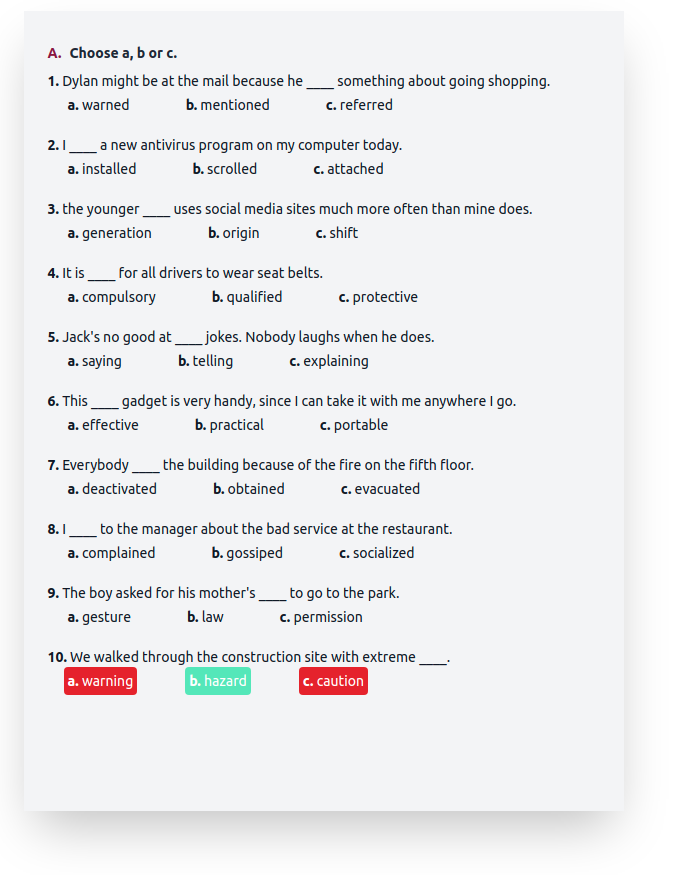 A. Choose a, b or c.
1. Dylan might be at the mail because he ____ something about going shopping.
a. warned b. mentioned c. referred
2. I ____ a new antivirus program on my computer today.
a. installed b. scrolled c. attached
3. the younger ____ uses social media sites much more often than mine does.
a. generation b. origin c. shift
4. It is ____ for all drivers to wear seat belts.
a. compulsory b. qualified c. protective
5. Jack's no good at ____ jokes. Nobody laughs when he does.
a. saying b. telling c. explaining
6. This ____ gadget is very handy, since I can take it with me anywhere I go.
a. effective b. practical c. portable
7. Everybody ____ the building because of the fire on the fifth floor.
a. deactivated b. obtained c. evacuated
8. I ____ to the manager about the bad service at the restaurant.
a. complained b. gossiped c. socialized
9. The boy asked for his mother's ____ to go to the park.
a. gesture b. law c. permission
10. We walked through the construction site with extreme ____.
a. warning b. hazard c. caution